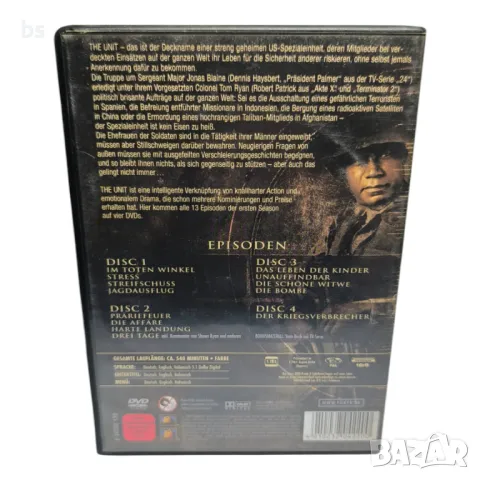 bs
THE UNIT – das ist der Deckname einer streng geheimen US-Spezialeinheit, deren Mitglieder bei ver-
deckten Einsätzen auf der ganzen Welt ihr Leben für die Sicherheit anderer riskieren, ohne selbst jemals
Anerkennung dafür zu bekommen.
Die Truppe um Sergeant Major Jonas Blaine (Dennis Haysbert, „Präsident Palmer“ aus der TV-Serie „24“)
erledigt unter ihrem Vorgesetzten Colonel Tom Ryan (Robert Patrick aus „Akte X“ und „Terminator 2“)
politisch brisante Aufträge auf der ganzen Welt: Sei es die Ausschaltung eines gefährlichen Terroristen
in Spanien, die Befreiung entführter Missionare in Indonesien, die Bergung eines radioaktiven Satelliten
in China oder die Ermordung eines hochrangigen Taliban-Mitglieds in Afghanistan –
der Spezialeinheit ist kein Eisen zu heiß.
Die Ehefrauen der Soldaten sind in die Tätigkeit ihrer Männer eingeweiht,
müssen aber Stillschweigen darüber bewahren. Neugierigen Fragen von
außen müssen sie mit ausgefeilten Verschleierungsgeschichten begegnen,
und so bleibt ihnen nichts, als sich gegenseitig zu stützen – aber auch das
gelingt nicht immer ...
THE UNIT ist eine intelligente Verknüpfung von knallharter Action und
emotionalem Drama, die schon mehrere Nominierungen und Preise
erhalten hat. Hier kommen alle 13 Episoden der ersten Season
auf vier DVDs.
EPISODEN
DISC 1
IM TOTEN WINKEL
STRESS
STREIFSCHUSS
JAGDAUSFLUG
DISC 2
PRÄRIEFEUER
DIE AFFÄRE
HARTE LANDUNG
DREI TAGE
DISC 3
DAS LEBEN DER KINDER
UNAUFFINDBAR
DIE SCHÖNE WITWE
DIE BOMBE
DISC 4
DER KRIEGSVERBRECHER
GESAMTE LAUFLÄNGE: CA. 540 MINUTEN • FARBE
SPRACHE:
DVD
BAZAR